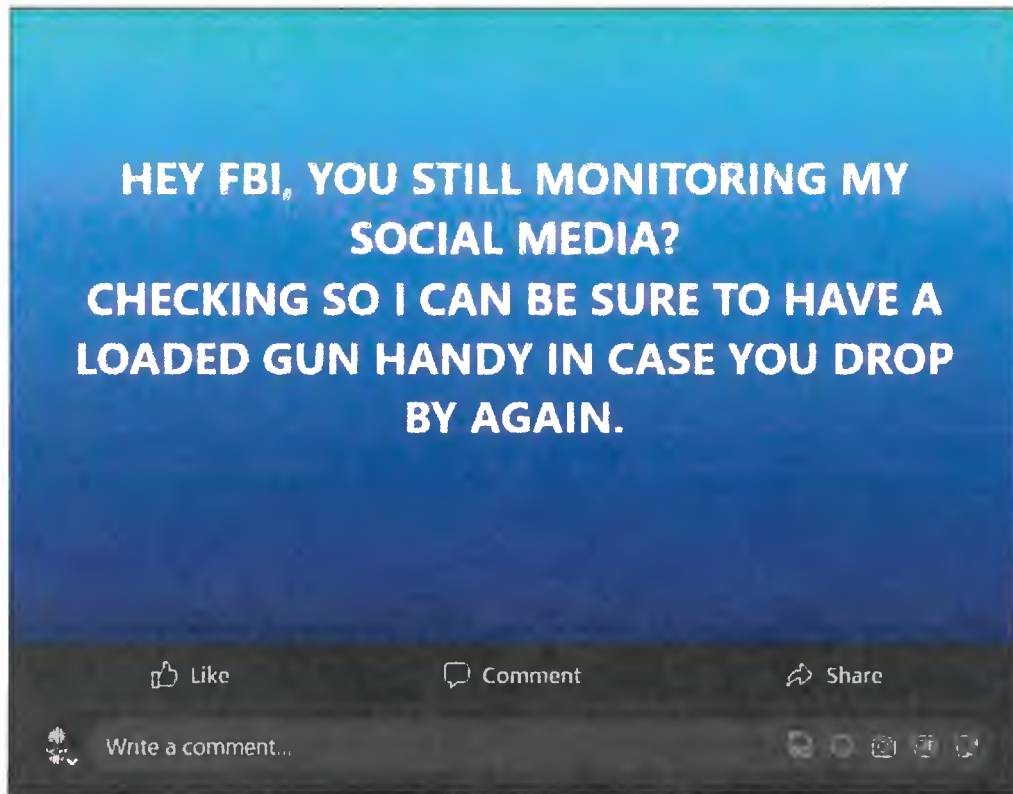 HEY FBI, YOU STILL MONITORING MY
SOCIAL MEDIA?
CHECKING SO I CAN BE SURE TO HAVE A
LOADED GUN HANDY IN CASE YOU DROP
BY AGAIN.
Like Comment Share
Write a comment...